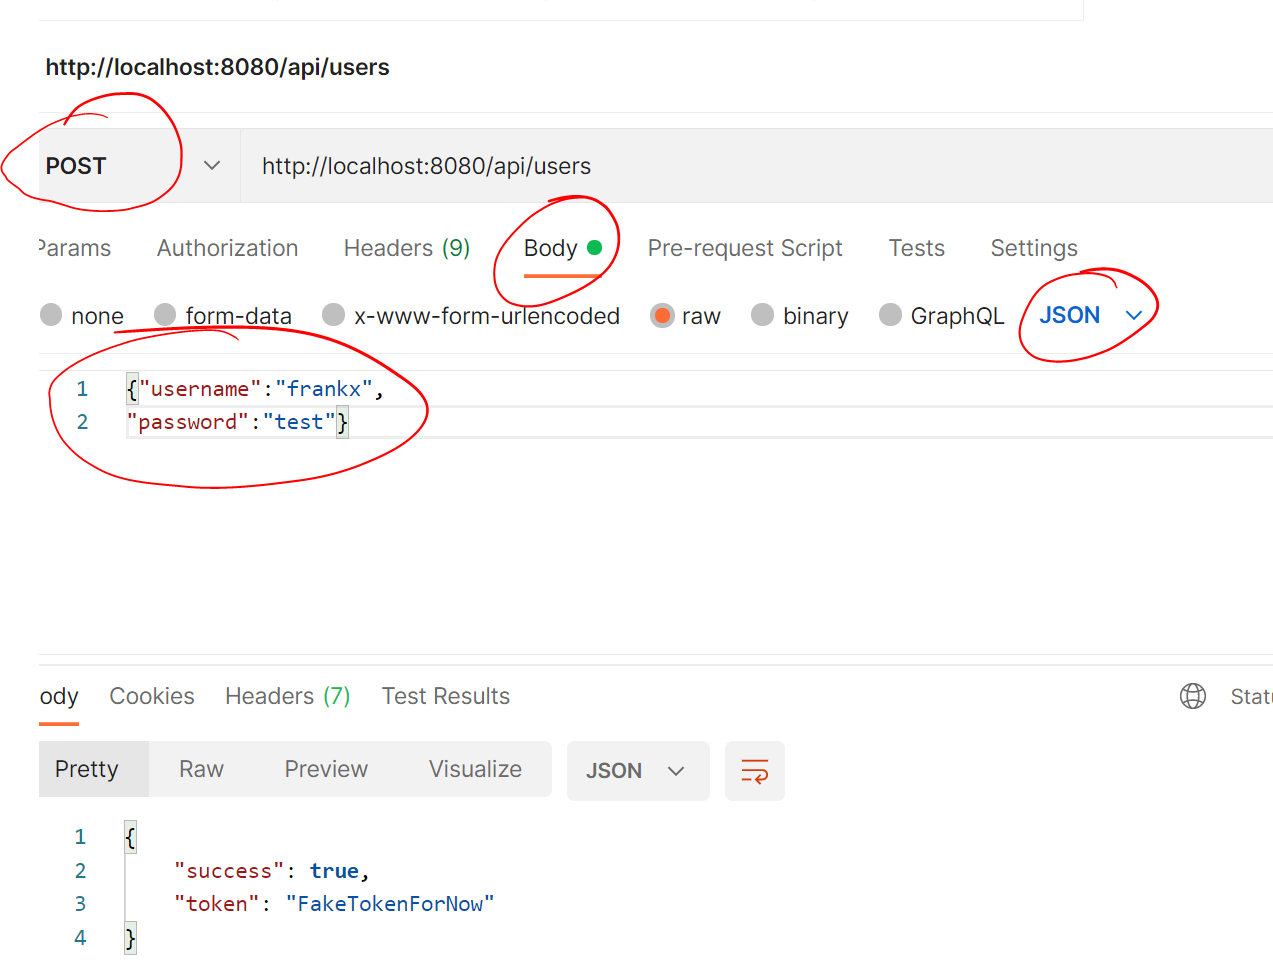 http://localhost:8080/api/users
POST http://localhost:8080/api/users
Params Authorization Headers (9) Body Pre-request Script Tests Settings
none form-data x-www-form-urlencoded raw binary GraphQL JSON
1 {"username":"frankx",
2 "password":"test"}
ody Cookies Headers (7) Test Results Statu
Pretty Raw Preview Visualize JSON
1 {
2 "success": true,
3 "token": "FakeTokenForNow"
4 }